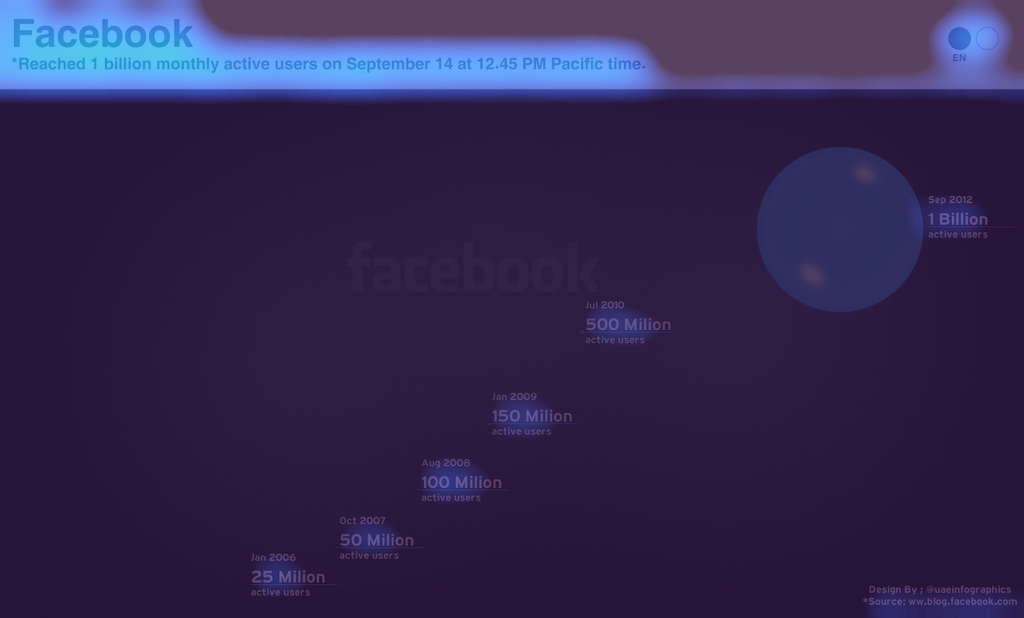 Facebook
*Reached 1 billion monthly active users on September 14 at 12.45 PM Pacific time.
EN
Sep 2012
1 Billion
active users
facebook
Jul 2010
500 Milion
active users
Jan 2009
150 Milion
active users
Aug 2008
100 Milion
active users
Oct 2007
50 Milion
active users
Jan 2006
25 Milion
active users
Design By ; @uaeinfographics
*Source: ww.blog.facebook.com